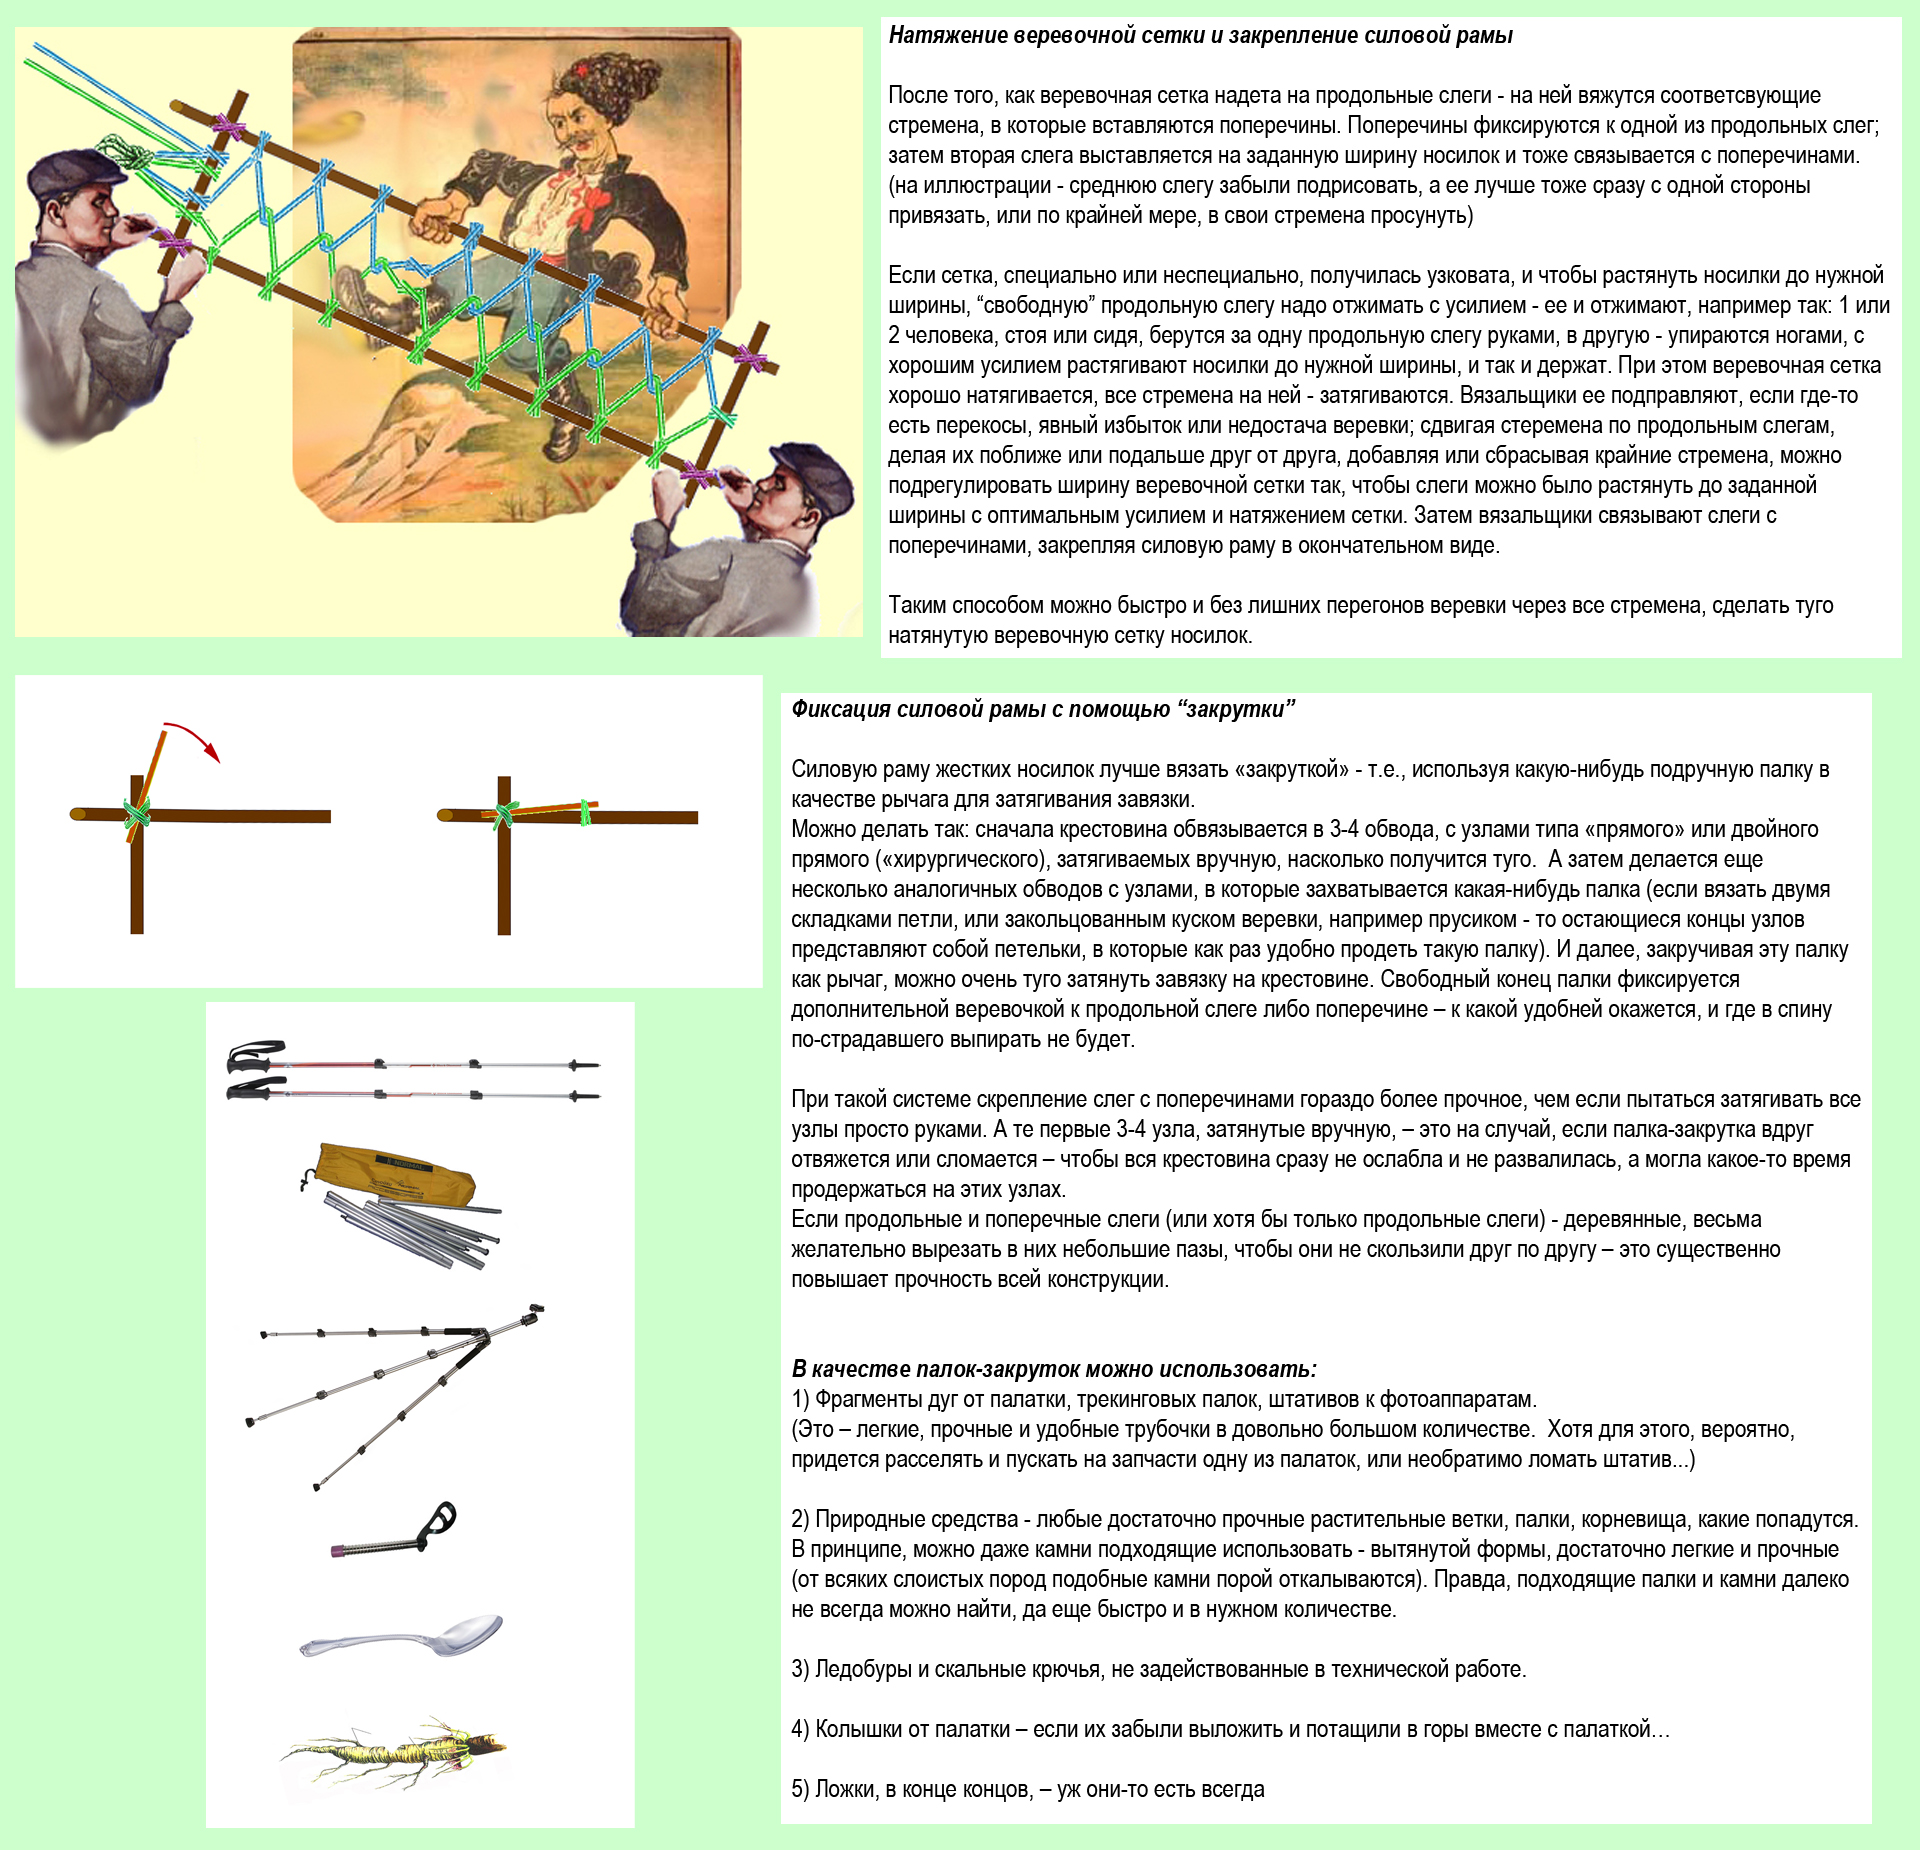 Натяжение веревочной сетки и закрепление силовой рамы
После того, как веревочная сетка надета на продольные слеги - на ней вяжутся соответсвующие
стремена, в которые вставляются поперечины. Поперечины фиксируются к одной из продольных слег;
затем вторая слега выставляется на заданную ширину носилок и тоже связывается с поперечинами.
(на иллюстрации - среднюю слегу забыли подрисовать, а ее лучше тоже сразу с одной стороны
привязать, или по крайней мере, в свои стремена просунуть)
Если сетка, специально или неспециально, получилась узковата, и чтобы растянуть носилки до нужной
ширины, “свободную” продольную слегу надо отжимать с усилием - ее и отжимают, например так: 1 или
2 человека, стоя или сидя, берутся за одну продольную слегу руками, в другую - упираются ногами, с
хорошим усилием растягивают носилки до нужной ширины, и так и держат. При этом веревочная сетка
хорошо натягивается, все стремена на ней - затягиваются. Вязальщики ее подправляют, если где-то
есть перекосы, явный избыток или недостача веревки; сдвигая стеремена по продольным слегам,
делая их поближе или подальше друг от друга, добавляя или сбрасывая крайние стремена, можно
подрегулировать ширину веревочной сетки так, чтобы слеги можно было растянуть до заданной
ширины с оптимальным усилием и натяжением сетки. Затем вязальщики связывают слеги с
поперечинами, закрепляя силовую раму в окончательном виде.
Таким способом можно быстро и без лишних перегонов веревки через все стремена, сделать туго
натянутую веревочную сетку носилок.
Фиксация силовой рамы с помощью “закрутки”
Силовую раму жестких носилок лучше вязать «закруткой» - т.е., используя какую-нибудь подручную палку в
качестве рычага для затягивания завязки.
Можно делать так: сначала крестовина обвязывается в 3-4 обвода, с узлами типа «прямого» или двойного
прямого («хирургического), затягиваемых вручную, насколько получится туго.  А затем делается еще
несколько аналогичных обводов с узлами, в которые захватывается какая-нибудь палка (если вязать двумя
складками петли, или закольцованным куском веревки, например прусиком - то остающиеся концы узлов
представляют собой петельки, в которые как раз удобно продеть такую палку). И далее, закручивая эту палку
как рычаг, можно очень туго затянуть завязку на крестовине. Свободный конец палки фиксируется
дополнительной веревочкой к продольной слеге либо поперечине – к какой удобней окажется, и где в спину
по-страдавшего выпирать не будет.
При такой системе скрепление слег с поперечинами гораздо более прочное, чем если пытаться затягивать все
узлы просто руками. А те первые 3-4 узла, затянутые вручную, – это на случай, если палка-закрутка вдруг
отвяжется или сломается – чтобы вся крестовина сразу не ослабла и не развалилась, а могла какое-то время
продержаться на этих узлах.
Если продольные и поперечные слеги (или хотя бы только продольные слеги) - деревянные, весьма
желательно вырезать в них небольшие пазы, чтобы они не скользили друг по другу – это существенно
повышает прочность всей конструкции.
В качестве палок-закруток можно использовать:
1) Фрагменты дуг от палатки, трекинговых палок, штативов к фотоаппаратам.
(Это – легкие, прочные и удобные трубочки в довольно большом количестве.  Хотя для этого, вероятно,
придется расселять и пускать на запчасти одну из палаток, или необратимо ломать штатив...)
2) Природные средства - любые достаточно прочные растительные ветки, палки, корневища, какие попадутся.
В принципе, можно даже камни подходящие использовать - вытянутой формы, достаточно легкие и прочные
(от всяких слоистых пород подобные камни порой откалываются). Правда, подходящие палки и камни далеко
не всегда можно найти, да еще быстро и в нужном количестве.
3) Ледобуры и скальные крючья, не задействованные в технической работе.
4) Колышки от палатки – если их забыли выложить и потащили в горы вместе с палаткой…
5) Ложки, в конце концов, – уж они-то есть всегда